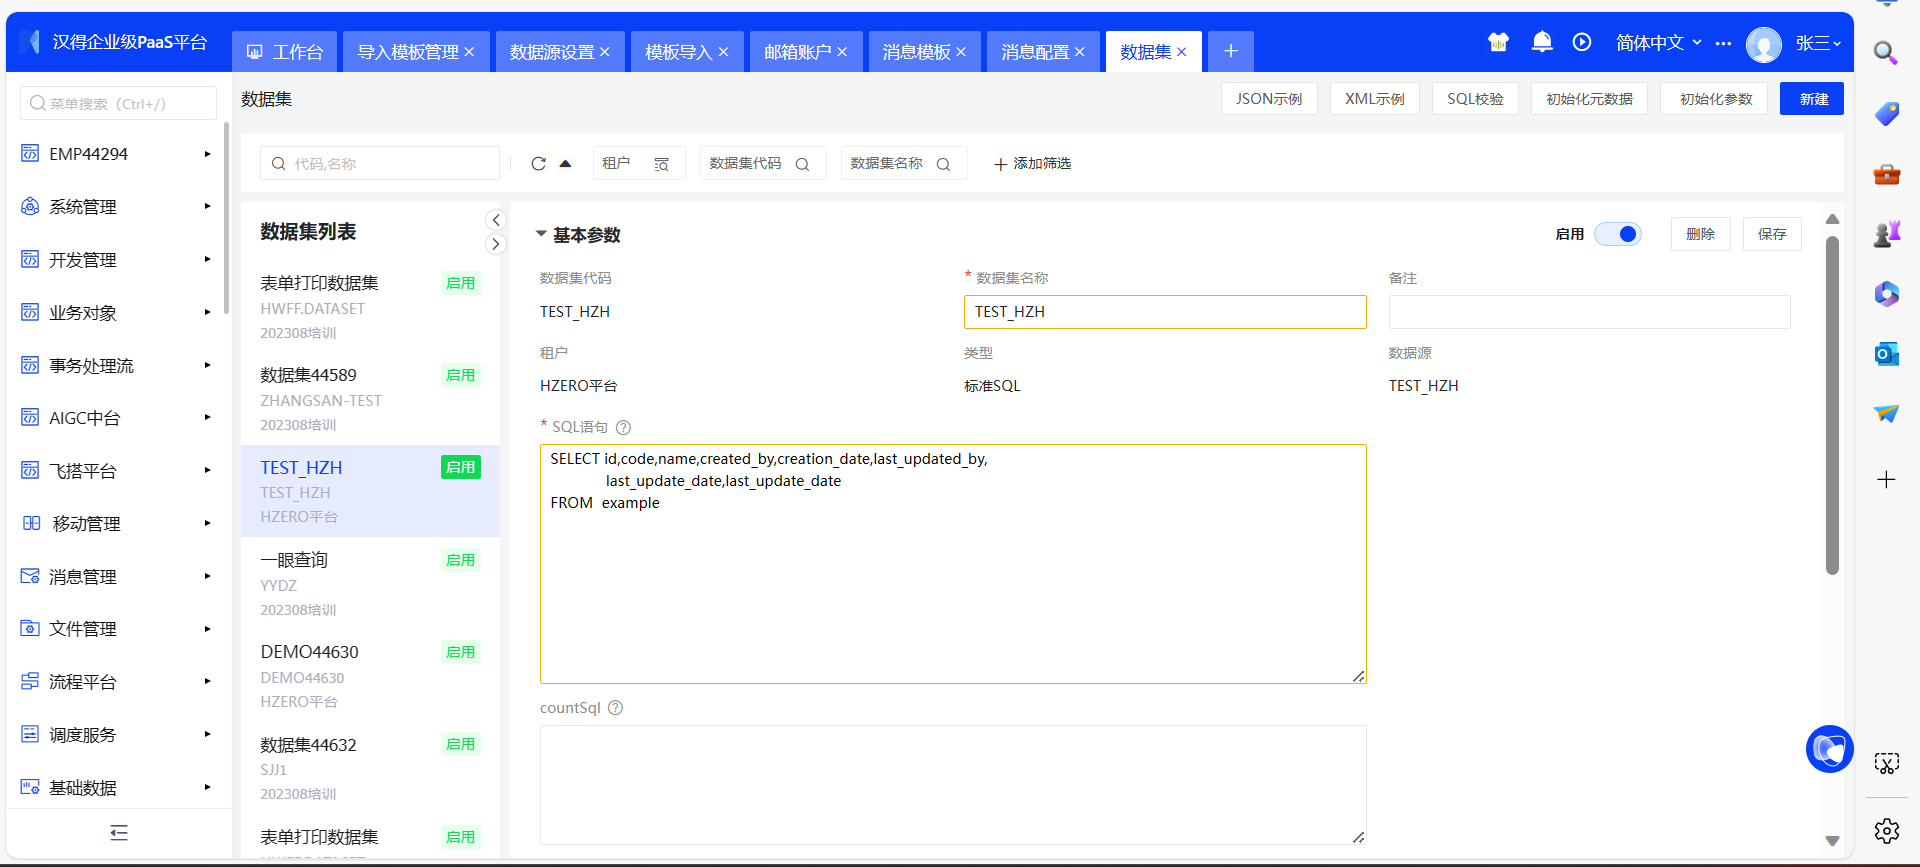 汉得企业级PaaS平台
工作台
导入模板管理
数据源设置
模板导入
邮箱账户
消息模板
消息配置
数据集
简体中文
张三
菜单搜索（Ctrl+/）
EMP44294
系统管理
开发管理
业务对象
事务处理流
AIGC中台
飞搭平台
移动管理
消息管理
文件管理
流程平台
调度服务
基础数据
数据集
JSON示例
XML示例
SQL校验
初始化元数据
初始化参数
新建
代码,名称
租户
数据集代码
数据集名称
添加筛选
数据集列表
表单打印数据集
启用
HWFF.DATASET
202308培训
数据集44589
启用
ZHANGSAN-TEST
202308培训
TEST_HZH
启用
TEST_HZH
HZERO平台
一眼查询
启用
YYDZ
202308培训
DEMO44630
启用
DEMO44630
HZERO平台
数据集44632
启用
SJJ1
202308培训
表单打印数据集
启用
基本参数
启用
删除
保存
数据集代码
* 数据集名称
备注
TEST_HZH
TEST_HZH
租户
类型
数据源
HZERO平台
标准SQL
TEST_HZH
* SQL语句
SELECT id,code,name,created_by,creation_date,last_updated_by,
last_update_date,last_update_date
FROM example
countSql